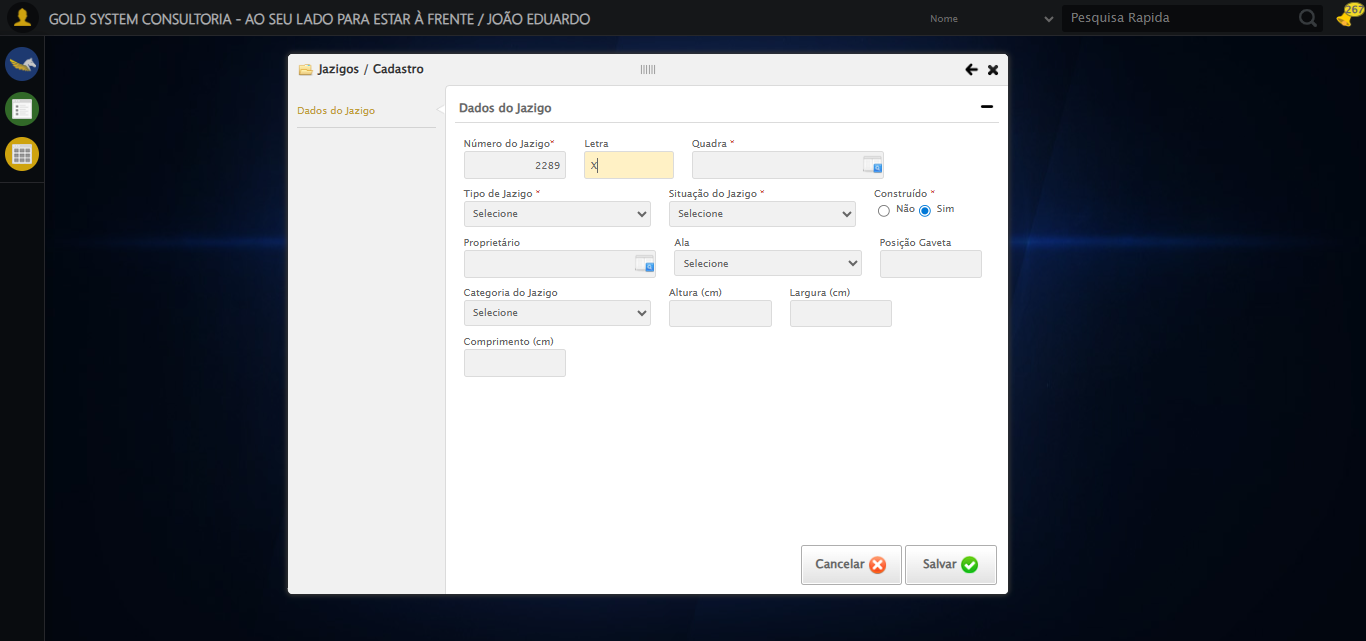 GOLD SYSTEM CONSULTORIA - AO SEU LADO PARA ESTAR À FRENTE / JOÃO EDUARDO
Nome
Pesquisa Rapida
267
Jazigos / Cadastro
Dados do Jazigo
Dados do Jazigo
Número do Jazigo* Letra Quadra *
2289 X
Tipo de Jazigo * Situação do Jazigo * Construído *
Selecione Selecione Não Sim
Proprietário Ala Posição Gaveta
Selecione
Categoria do Jazigo Altura (cm) Largura (cm)
Selecione
Comprimento (cm)
Cancelar Salvar